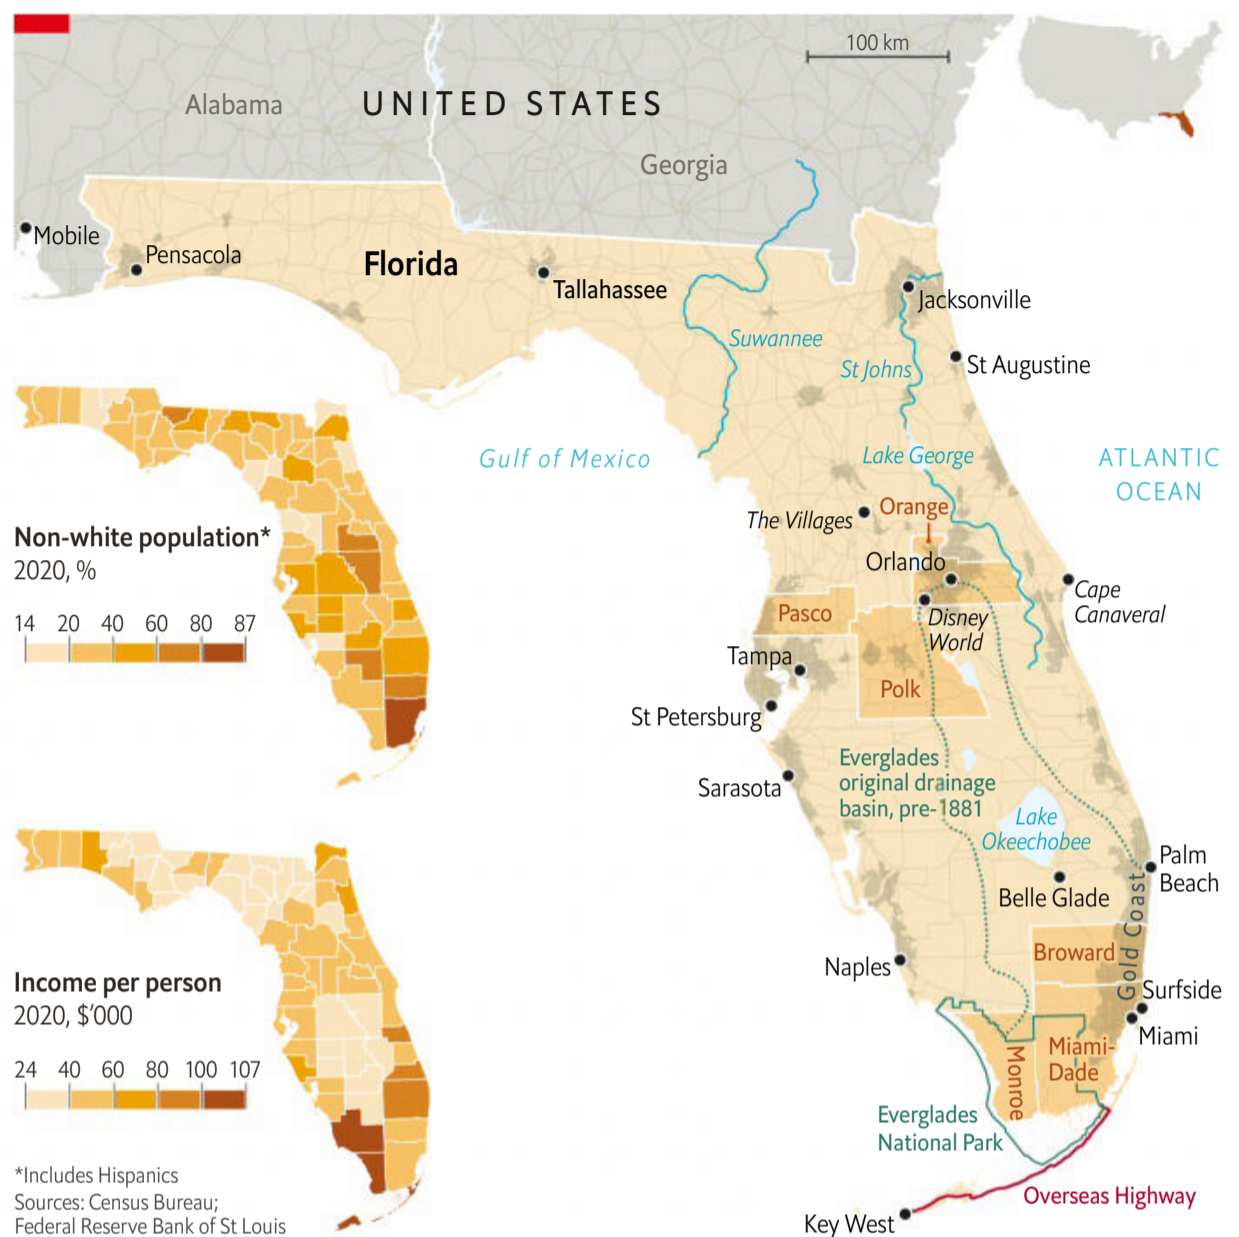 100 km
Alabama
UNITED STATES
Georgia
Mobile
Pensacola
Florida
Tallahassee
Jacksonville
Suwannee
St Johns
St Augustine
Gulf of Mexico
Lake George
ATLANTIC
OCEAN
The Villages
Orange
Orlando
Cape
Canaveral
Pasco
Disney
World
Tampa
Polk
St Petersburg
Everglades
original drainage
basin, pre-1881
Sarasota
Lake
Okeechobee
Palm
Beach
Belle Glade
Gold Coast
Broward
Naples
Surfside
Miami
Monroe
Miami-
Dade
Everglades
National Park
Overseas Highway
Key West
Non-white population*
2020, %
14 20 40 60 80 87
Income per person
2020, $'000
24 40 60 80 100 107
*Includes Hispanics
Sources: Census Bureau;
Federal Reserve Bank of St Louis